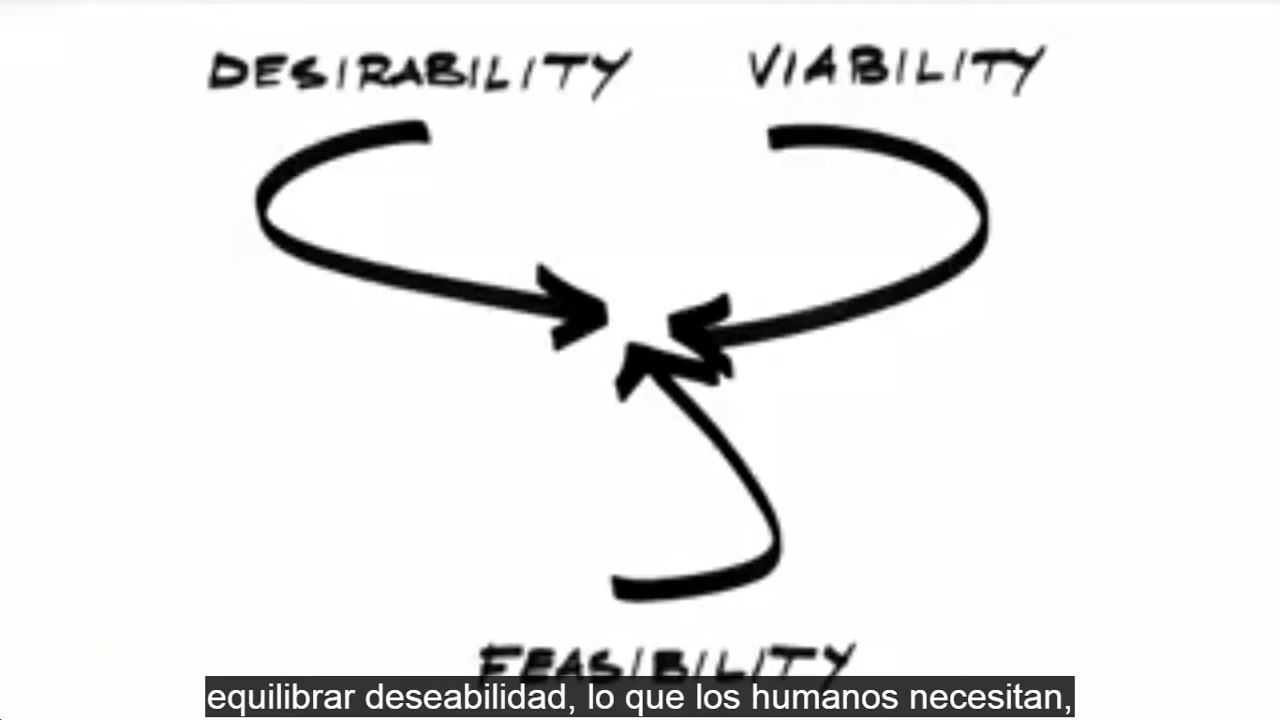 DESIRABILITY VIABILITY
FEASIBILITY
equilibrar deseabilidad, lo que los humanos necesitan,